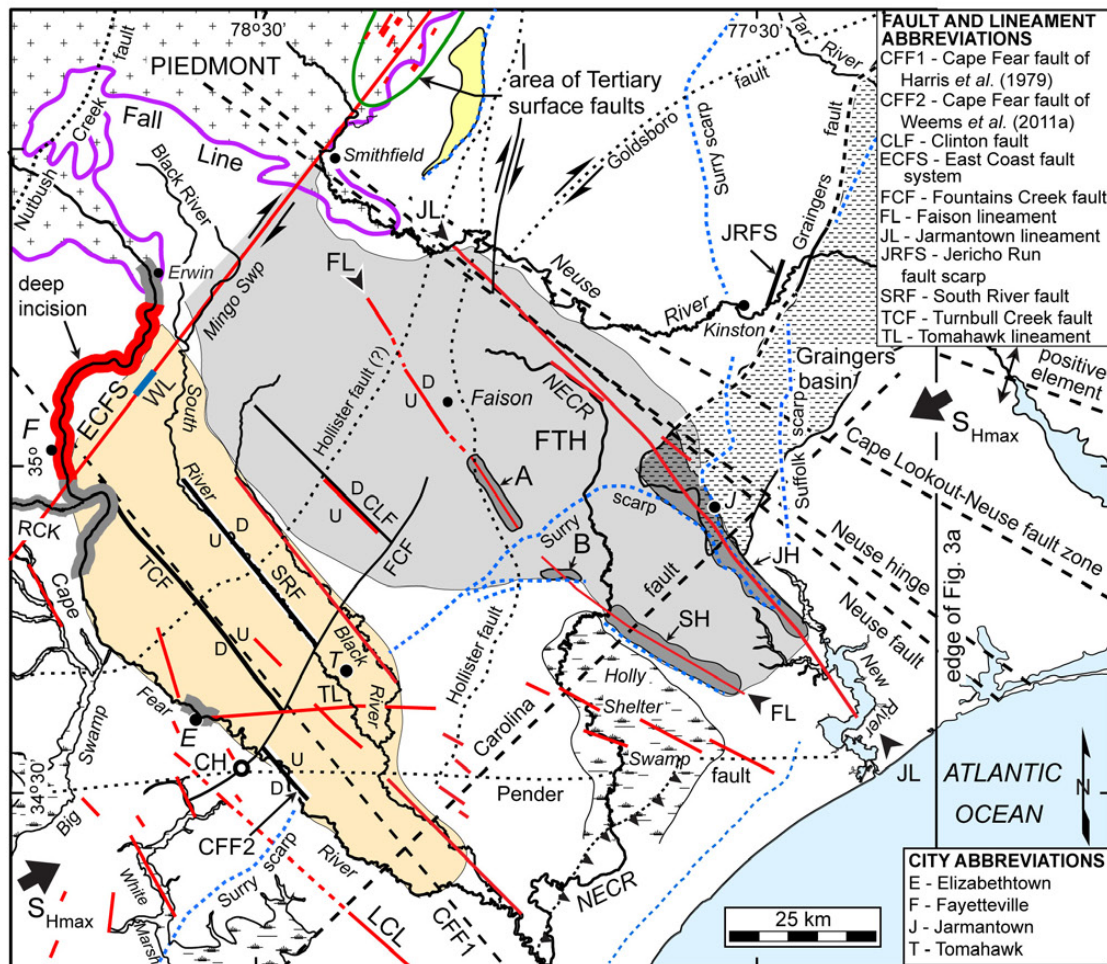 78°30'
77°30'
FAULT AND LINEAMENT
ABBREVIATIONS
CFF1 - Cape Fear fault of
Harris et al. (1979)
CFF2 - Cape Fear fault of
Weems et al. (2011a)
CLF - Clinton fault
ECFS - East Coast fault
system
FCF - Fountains Creek fault
FL - Faison lineament
JL - Jarmantown lineament
JRFS - Jericho Run
fault scarp
SRF - South River fault
TCF - Turnbull Creek fault
TL - Tomahawk lineament
fault
PIEDMONT
area of Tertiary
surface faults
Tar
River
fault
Fall
Line
Creek
Nutbush
Black River
Smithfield
Goldsboro
Surry scarp
fault
Graingers
JL
JRFS
Neuse
River
Kinston
Erwin
deep
incision
Mingo Swp
FL
Hollister fault (?)
D
U
Faison
NECR
FTH
Graingers
basin
positive
element
SHmax
F
35°
ECFS
WL
South
River
A
Suffolk scarp
Cape Lookout-Neuse fault zone
D
CLF
U
FCF
scarp
Surry
J
B
fault
JH
Neuse hinge
Neuse fault
edge of Fig. 3a
RCK
Cape
TCF
D
U
SRF
U
D
Black
River
T
TL
SH
Hollister fault
Holly
Shelter
Swamp
FL
New
River
Fear
E
Swamp
Carolina
fault
JL
ATLANTIC
OCEAN
N
CH
U
D
34°30'
Big
Pender
CFF2
River
Surry scarp
White
Marsh
SHmax
LCL
CFF1
NECR
25 km
CITY ABBREVIATIONS
E - Elizabethtown
F - Fayetteville
J - Jarmantown
T - Tomahawk